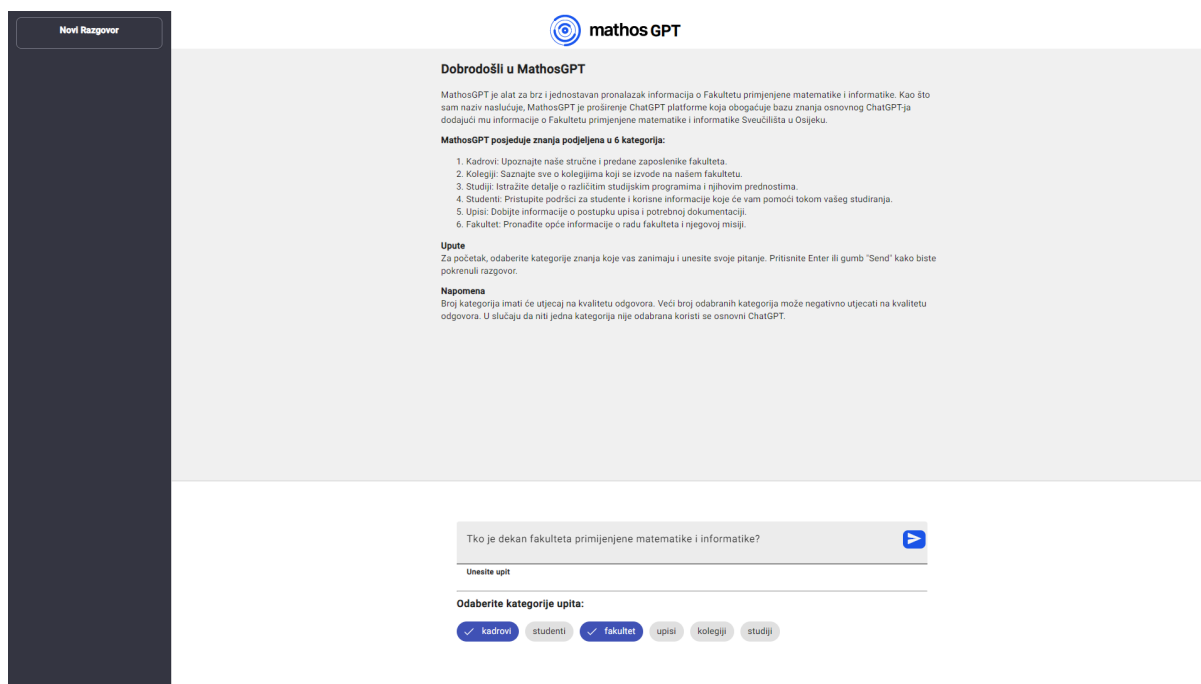 Novi Razgovor
mathos GPT
Dobrodošli u MathosGPT
MathosGPT je alat za brz i jednostavan pronalazak informacija o Fakultetu primjenjene matematike i informatike. Kao što
sam naziv naslućuje, MathosGPT je proširenje ChatGPT platforme koja obogaćuje bazu znanja osnovnog ChatGPT-ja
dodajući mu informacije o Fakultetu primjenjene matematike i informatike Sveučilišta u Osijeku.
MathosGPT posjeduje znanja podjeljena u 6 kategorija:
1. Kadrovi: Upoznajte naše stručne i predane zaposlenike fakulteta.
2. Kolegiji: Saznajte sve o kolegijima koji se izvode na našem fakultetu.
3. Studiji: Istražite detalje o različitim studijskim programima i njihovim prednostima.
4. Studenti: Pristupite podršci za studente i korisne informacije koje će vam pomoći tokom vašeg studiranja.
5. Upisi: Dobijte informacije o postupku upisa i potrebnoj dokumentaciji.
6. Fakultet: Pronađite opće informacije o radu fakulteta i njegovoj misiji.
Upute
Za početak, odaberite kategorije znanja koje vas zanimaju i unesite svoje pitanje. Pritisnite Enter ili gumb "Send" kako biste
pokrenuli razgovor.
Napomena
Broj kategorija imati će utjecaj na kvalitetu odgovora. Veći broj odabranih kategorija može negativno utjecati na kvalitetu
odgovora. U slučaju da niti jedna kategorija nije odabrana koristi se osnovni ChatGPT.
Tko je dekan fakulteta primijenjene matematike i informatike?
Unesite upit
Odaberite kategorije upita:
kadrovi studenti fakultet upisi kolegiji studiji